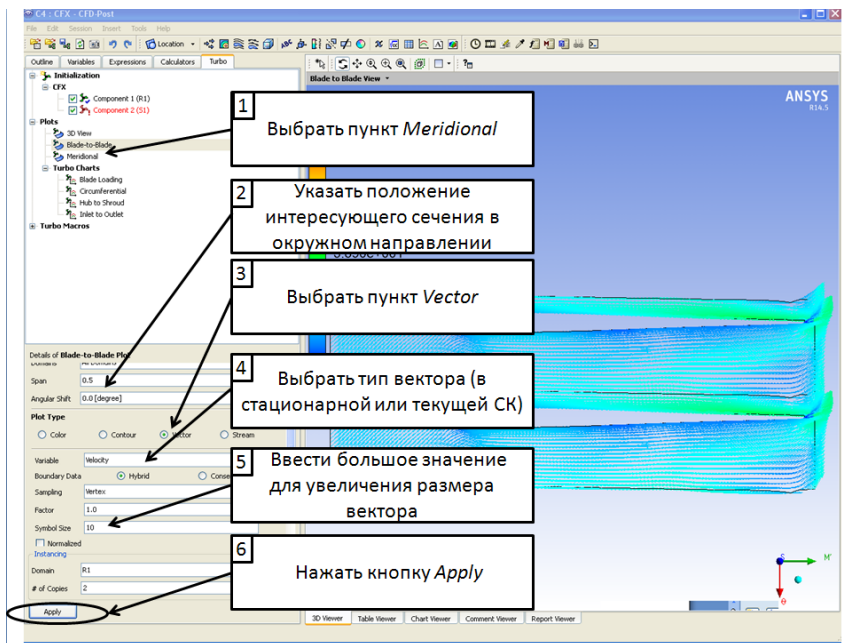 C4 : CFX - CFD-Post
File Edit Session Insert Tools Help
Location
Outline Variables Expressions Calculators Turbo
Initialization
CFX
Component 1 (R1)
Component 2 (S1)
Plots
3D View
Blade-to-Blade
Meridional
Turbo Charts
Blade Loading
Circumferential
Hub to Shroud
Inlet to Outlet
Turbo Macros
Blade to Blade View
ANSYS
R14.5
1
Выбрать пункт Meridional
2
Указать положение
интересующего сечения в
окружном направлении
3
Выбрать пункт Vector
4
Выбрать тип вектора (в
стационарной или текущей СК)
5
Ввести большое значение
для увеличения размера
вектора
6
Нажать кнопку Apply
Details of Blade-to-Blade Plot
Span 0.5
Angular Shift 0.0 [degree]
Plot Type
Color Contour Vector Stream
Variable Velocity
Boundary Data Hybrid
Sampling Vertex
Factor 1.0
Symbol Size 10
Normalized
Instancing
Domain R1
# of Copies 2
Apply
M'
3D Viewer Table Viewer Chart Viewer Comment Viewer Report Viewer